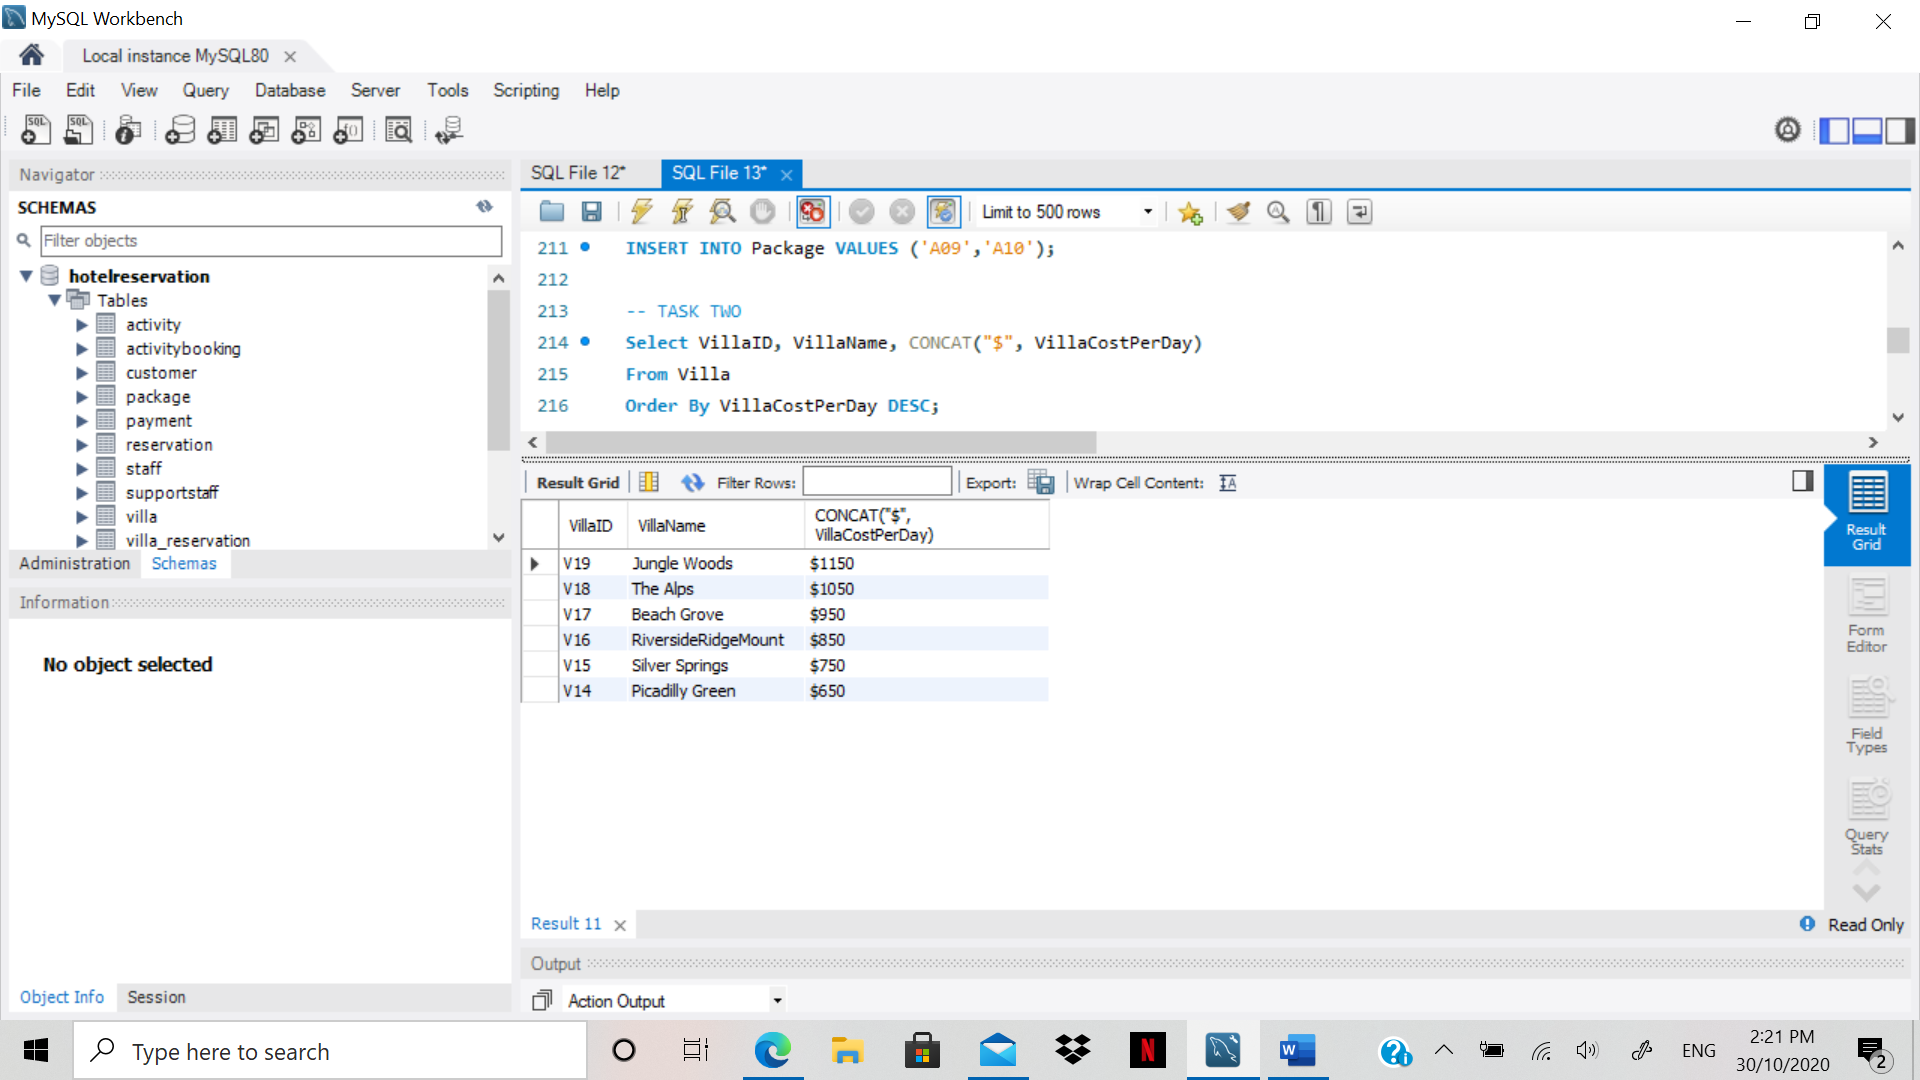 MySQL Workbench
Local instance MySQL80
File Edit View Query Database Server Tools Scripting Help
Navigator
SCHEMAS
Filter objects
hotelreservation
Tables
activity
activitybooking
customer
package
payment
reservation
staff
supportstaff
villa
villa_reservation
Administration Schemas
Information
No object selected
Object Info Session
SQL File 12* SQL File 13*
Limit to 500 rows
211 INSERT INTO Package VALUES ('A09','A10');
212
213 -- TASK TWO
214 Select VillaID, VillaName, CONCAT("$", VillaCostPerDay)
215 From Villa
216 Order By VillaCostPerDay DESC;
Result Grid Filter Rows: Export: Wrap Cell Content:
VillaID VillaName CONCAT("$",
VillaCostPerDay)
V19 Jungle Woods $1150
V18 The Alps $1050
V17 Beach Grove $950
V16 RiversideRidgeMount $850
V15 Silver Springs $750
V14 Picadilly Green $650
Result
Grid
Form
Editor
Field
Types
Query
Stats
Result 11
Read Only
Output
Action Output
Type here to search
ENG
2:21 PM
30/10/2020
2